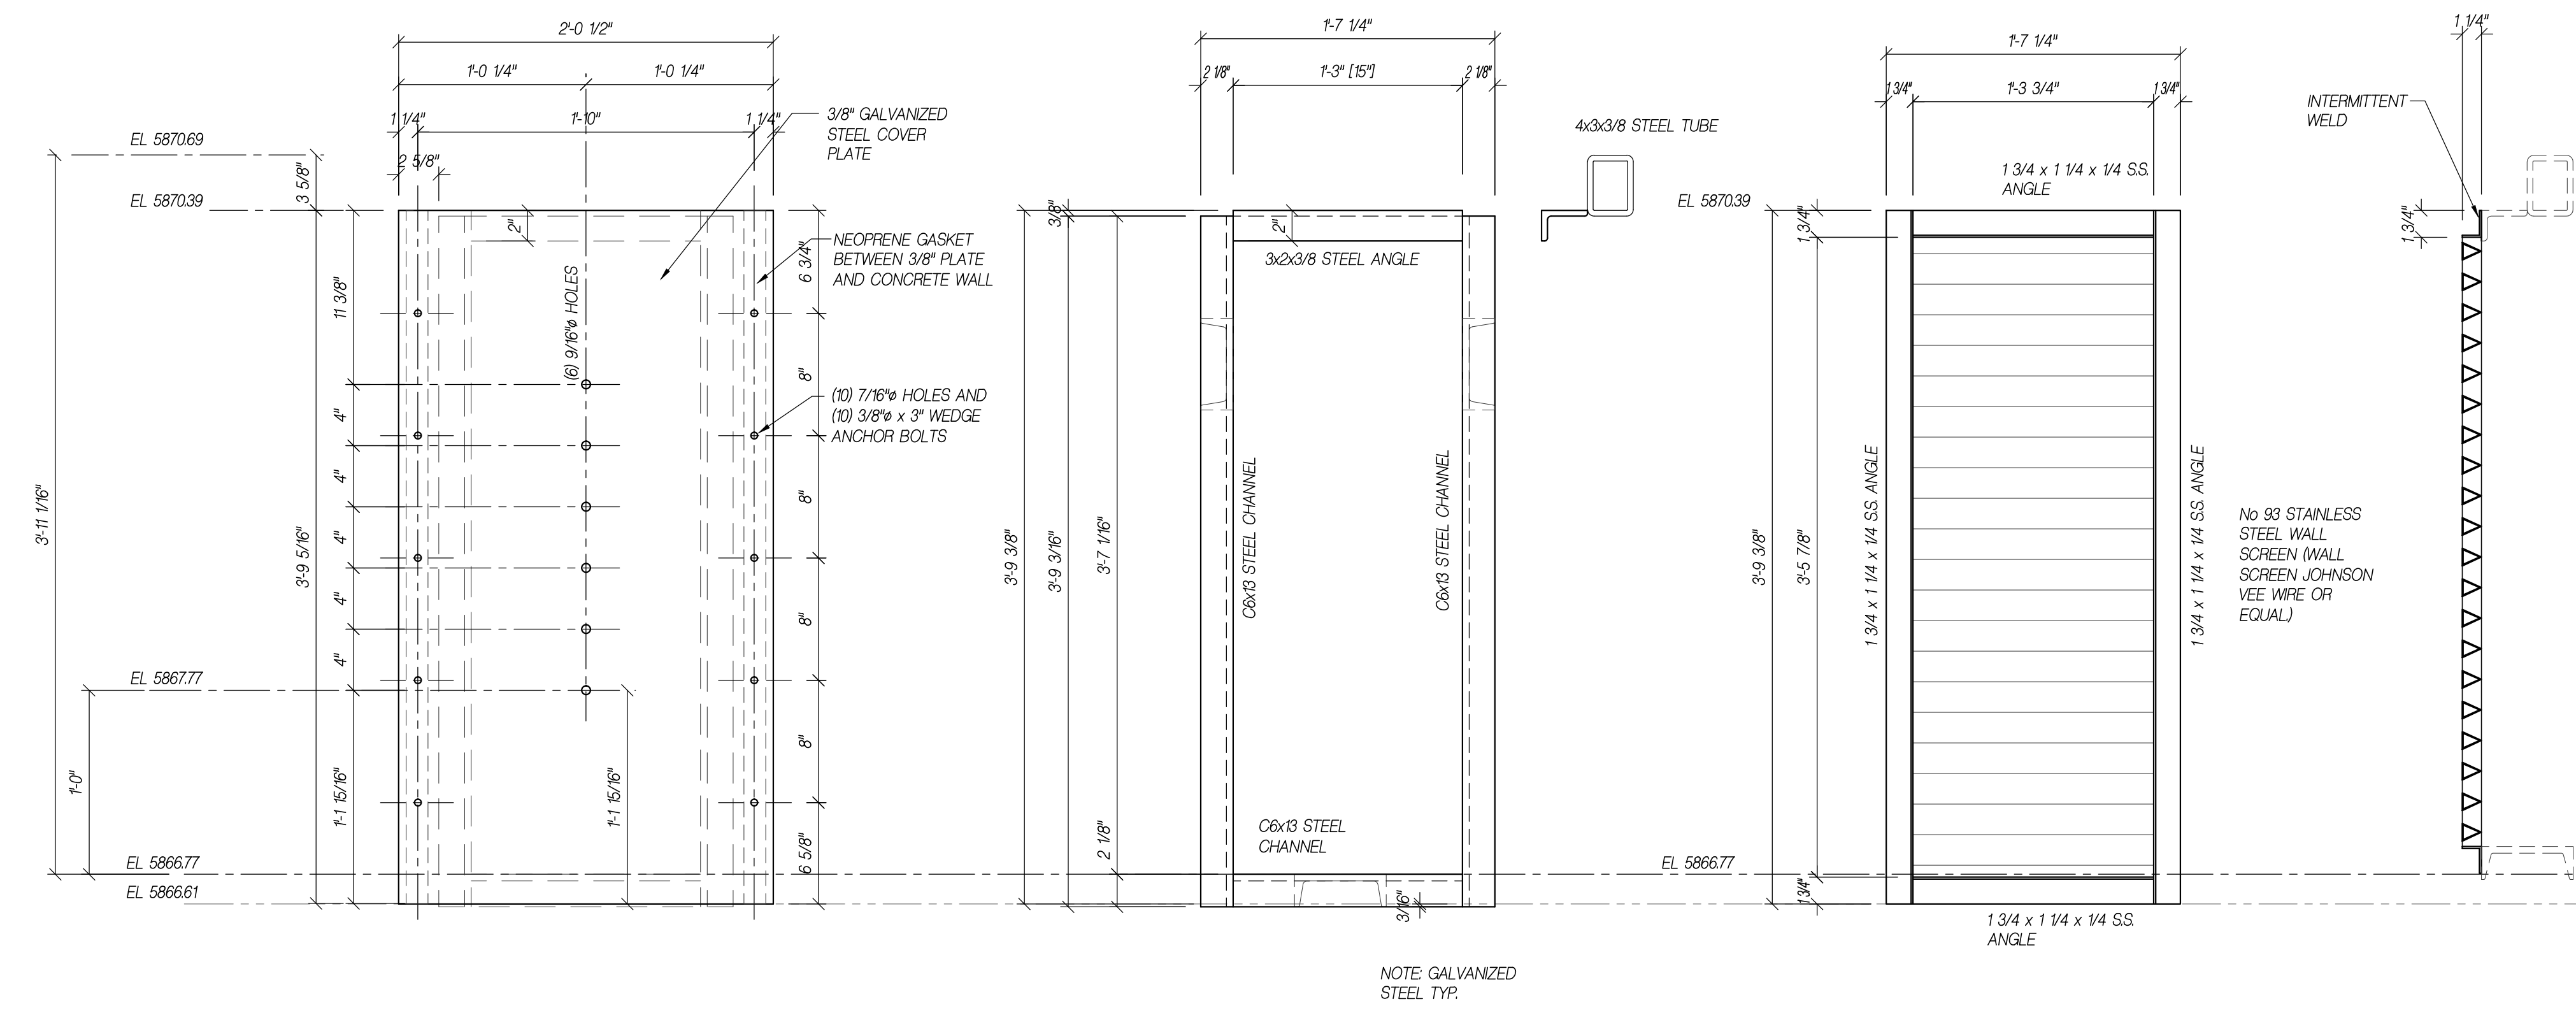 2'-0 1/2"
1'-0 1/4"
1'-0 1/4"
1 1/4"
1'-10"
1 1/4"
2 5/8"
EL 5870.69
3 5/8"
EL 5870.39
3/8" GALVANIZED
STEEL COVER
PLATE
2"
NEOPRENE GASKET
BETWEEN 3/8" PLATE
AND CONCRETE WALL
(6) 9/16"ø HOLES
(10) 7/16"ø HOLES AND
(10) 3/8"ø x 3" WEDGE
ANCHOR BOLTS
11 3/8"
4"
4"
4"
4"
4"
1'-1 15/16"
1'-1 15/16"
6 3/4"
8"
8"
8"
8"
6 5/8"
3'-11 1/16"
3'-9 5/16"
EL 5867.77
1'-0"
EL 5866.77
EL 5866.61
1'-7 1/4"
2 1/8"
1'-3" [15"]
2 1/8"
3/8"
2"
3x2x3/8 STEEL ANGLE
4x3x3/8 STEEL TUBE
3'-9 3/8"
3'-9 3/16"
3'-7 1/16"
2 1/8"
C6x13 STEEL CHANNEL
C6x13 STEEL CHANNEL
C6x13 STEEL
CHANNEL
3/16"
NOTE: GALVANIZED
STEEL TYP.
1'-7 1/4"
1 3/4"
1'-3 3/4"
1 3/4"
EL 5870.39
1 3/4 x 1 1/4 x 1/4 S.S.
ANGLE
1 3/4"
3'-9 3/8"
3'-5 7/8"
1 3/4"
1 3/4 x 1 1/4 x 1/4 S.S. ANGLE
1 3/4 x 1 1/4 x 1/4 S.S. ANGLE
EL 5866.77
1 3/4 x 1 1/4 x 1/4 S.S.
ANGLE
No 93 STAINLESS
STEEL WALL
SCREEN (WALL
SCREEN JOHNSON
VEE WIRE OR
EQUAL)
1 1/4"
INTERMITTENT
WELD
1 3/4"